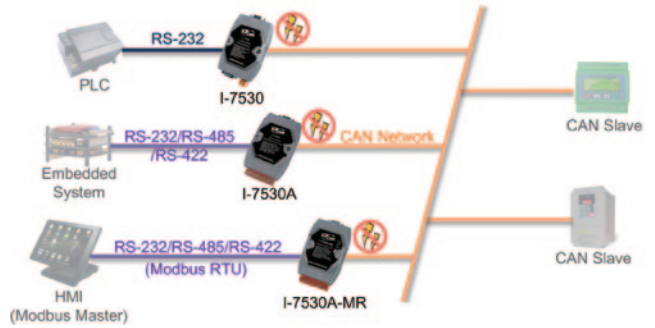 RS-232
PLC
I-7530
CAN Slave
RS-232/RS-485
/RS-422
CAN Network
Embedded
System
I-7530A
RS-232/RS-485/RS-422
(Modbus RTU)
CAN Slave
HMI
(Modbus Master)
I-7530A-MR